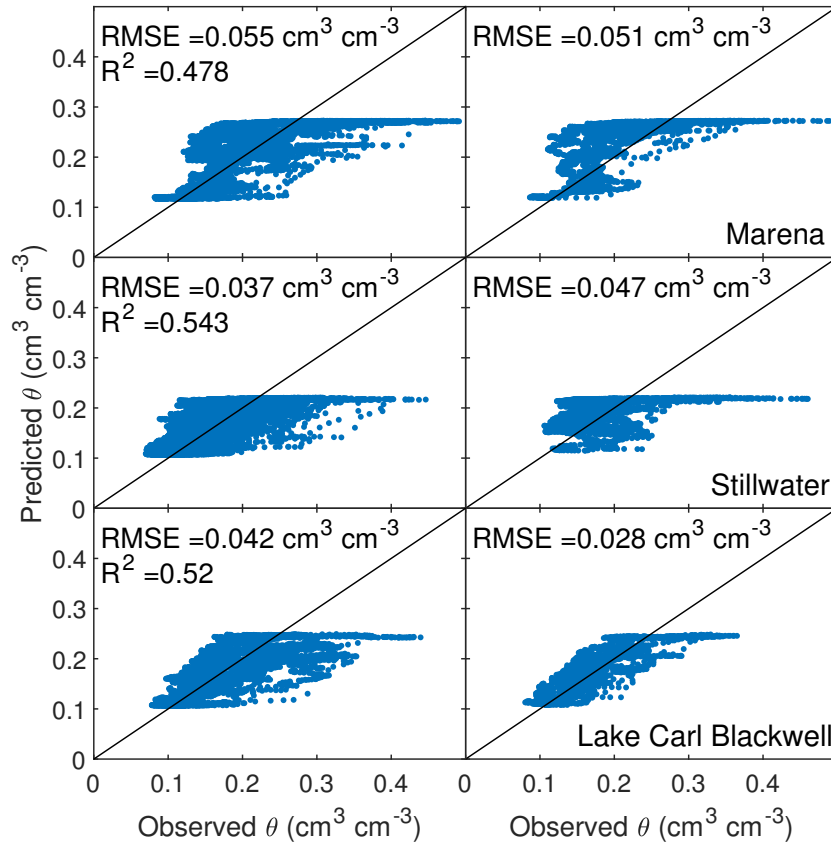 RMSE =0.055 cm³ cm⁻³
R² =0.478
RMSE =0.051 cm³ cm⁻³
Marena
0.4
0.3
0.2
0.1
0
RMSE =0.037 cm³ cm⁻³
R² =0.543
RMSE =0.047 cm³ cm⁻³
Stillwater
0.4
0.3
0.2
0.1
0
RMSE =0.042 cm³ cm⁻³
R² =0.52
RMSE =0.028 cm³ cm⁻³
Lake Carl Blackwell
0.4
0.3
0.2
0.1
0
Predicted θ (cm³ cm⁻³)
0 0.1 0.2 0.3 0.4
0 0.1 0.2 0.3 0.4
Observed θ (cm³ cm⁻³)
Observed θ (cm³ cm⁻³)